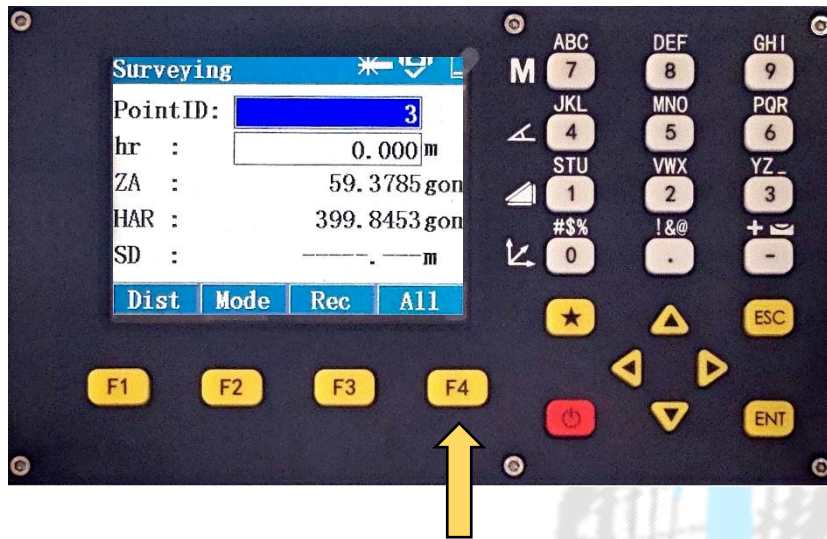 Surveying
PointID: 3
hr : 0.000 m
ZA : 59.3785 gon
HAR : 399.8453 gon
SD : -----.--- m
Dist Mode Rec All
F1 F2 F3 F4
ABC DEF GHI
M 7 8 9
JKL MNO PQR
4 5 6
STU VWX YZ_
1 2 3
#$% !&@ +
0 . -
ESC
ENT